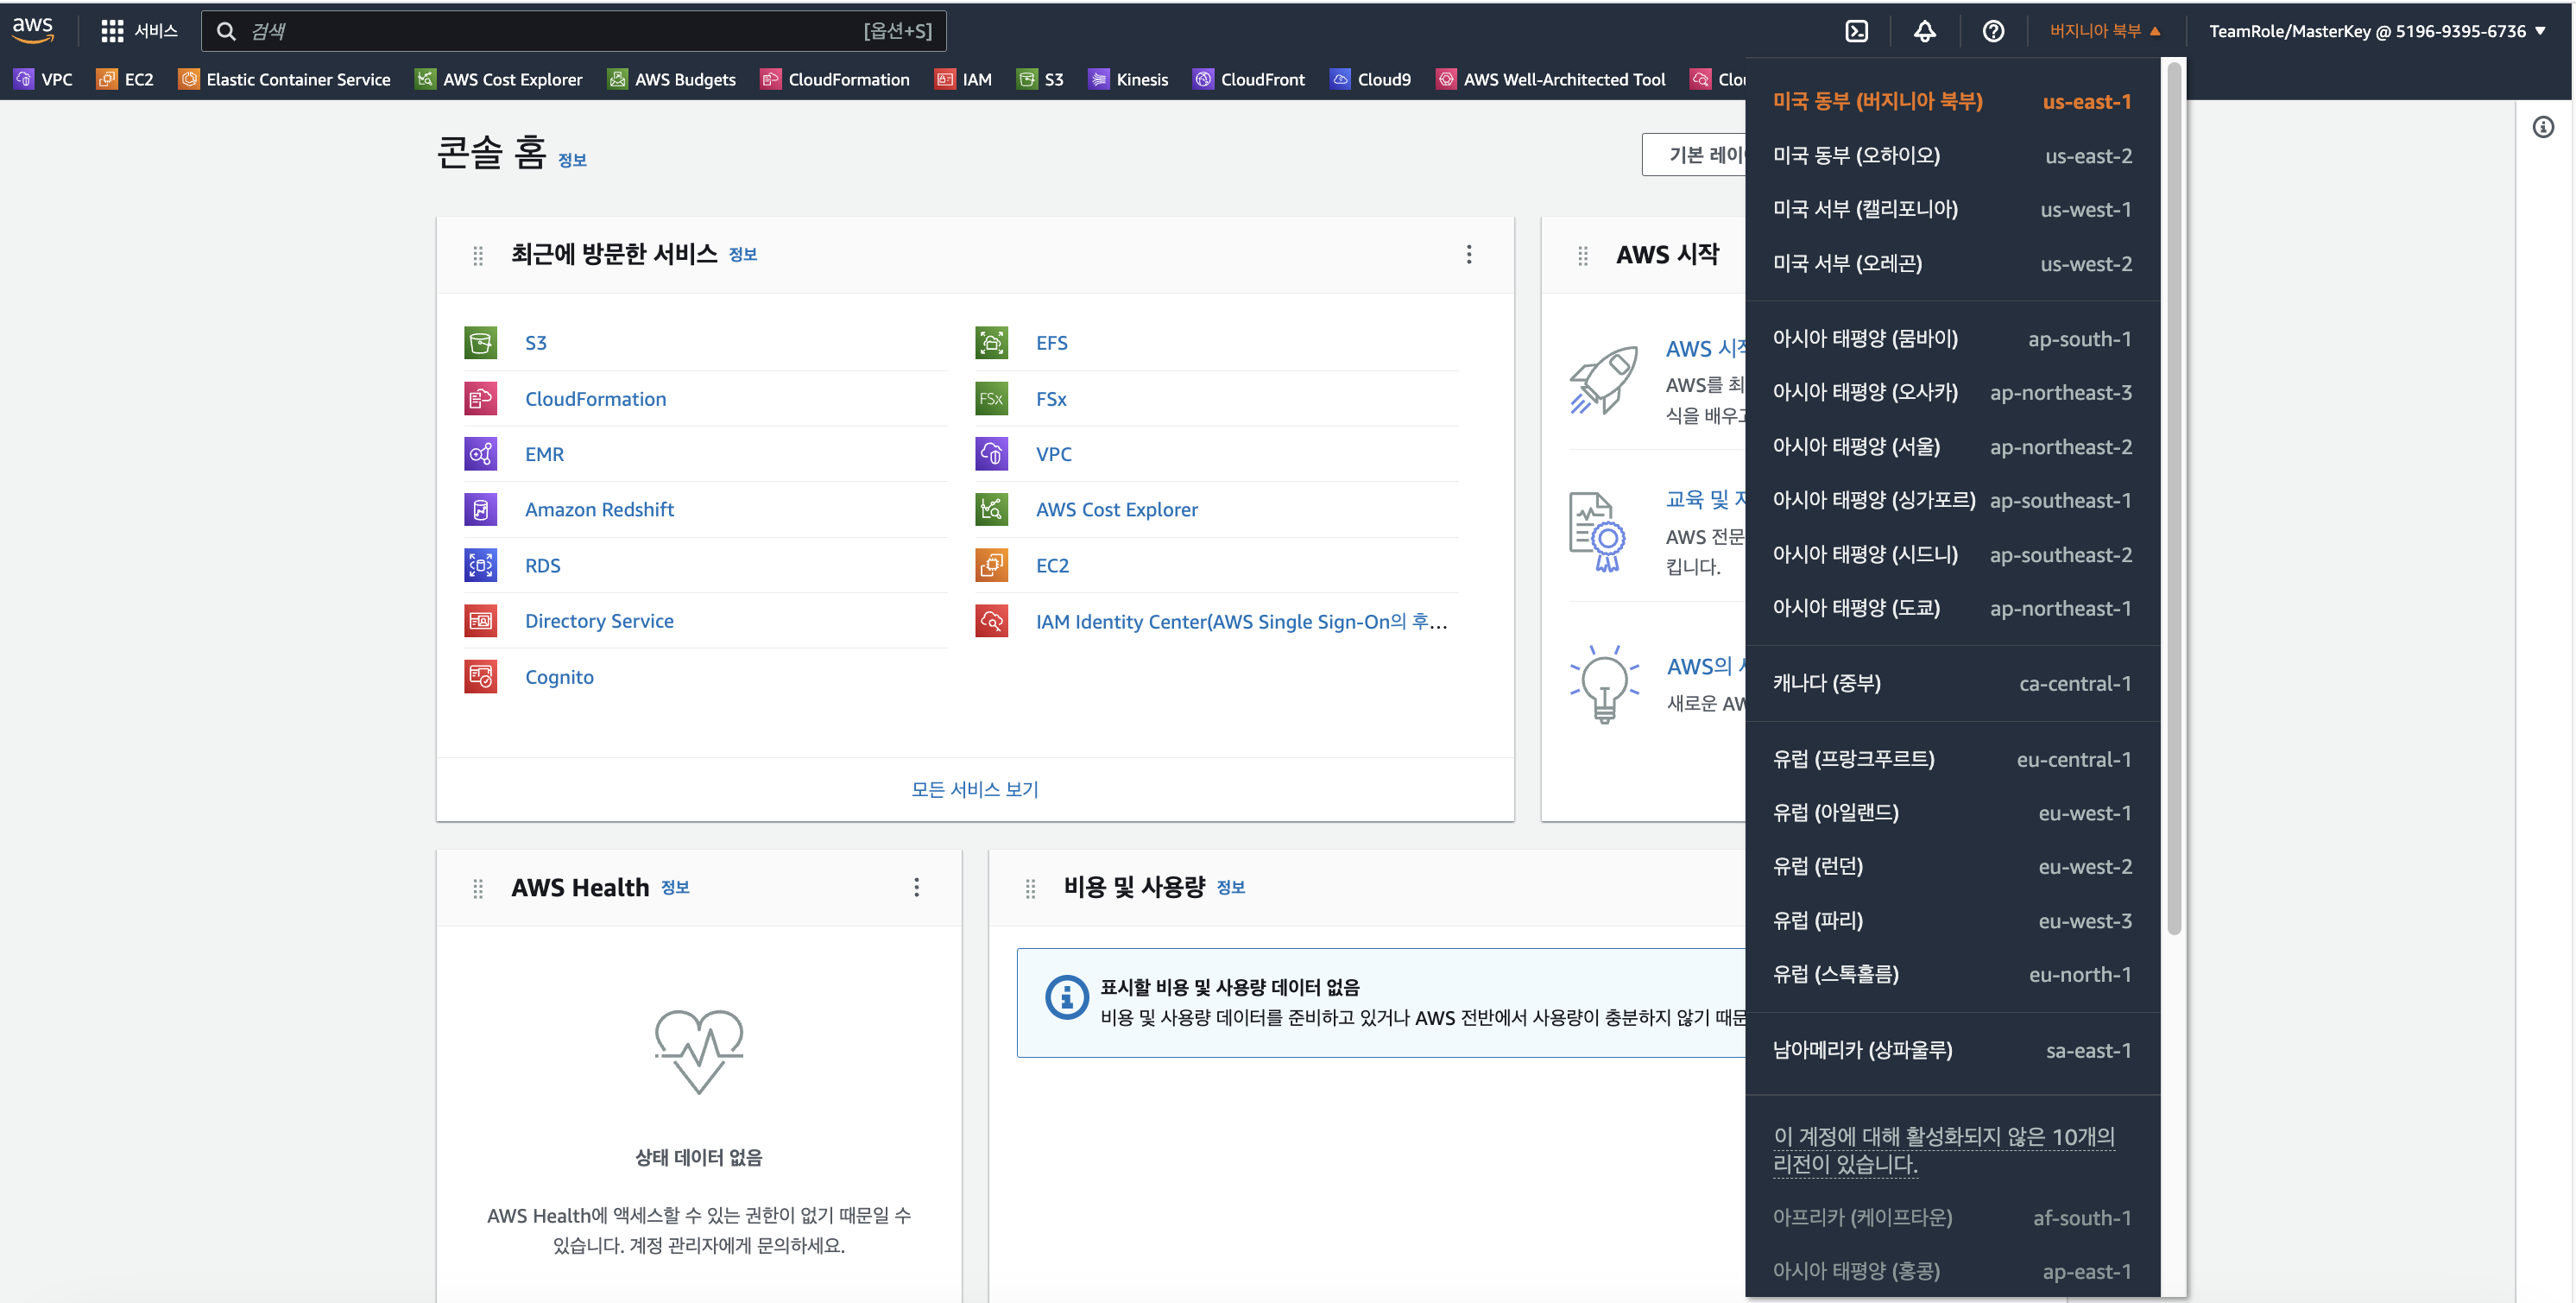 aws
서비스
검색
[옵션+S]
버지니아 북부 ▲
TeamRole/MasterKey @ 5196-9395-6736 ▼
VPC
EC2
Elastic Container Service
AWS Cost Explorer
AWS Budgets
CloudFormation
IAM
S3
Kinesis
CloudFront
Cloud9
AWS Well-Architected Tool
Clou
콘솔 홈 정보
기본 레이
최근에 방문한 서비스 정보
S3
CloudFormation
EMR
Amazon Redshift
RDS
Directory Service
Cognito
EFS
FSx
FSx
VPC
AWS Cost Explorer
EC2
IAM Identity Center(AWS Single Sign-On의 후...
모든 서비스 보기
AWS 시작
AWS 시작
AWS를 최
식을 배우고
교육 및 자
AWS 전문
킵니다.
AWS의 새
새로운 AW
AWS Health 정보
상태 데이터 없음
AWS Health에 액세스할 수 있는 권한이 없기 때문일 수
있습니다. 계정 관리자에게 문의하세요.
비용 및 사용량 정보
표시할 비용 및 사용량 데이터 없음
비용 및 사용량 데이터를 준비하고 있거나 AWS 전반에서 사용량이 충분하지 않기 때문
미국 동부 (버지니아 북부) us-east-1
미국 동부 (오하이오) us-east-2
미국 서부 (캘리포니아) us-west-1
미국 서부 (오레곤) us-west-2
아시아 태평양 (뭄바이) ap-south-1
아시아 태평양 (오사카) ap-northeast-3
아시아 태평양 (서울) ap-northeast-2
아시아 태평양 (싱가포르) ap-southeast-1
아시아 태평양 (시드니) ap-southeast-2
아시아 태평양 (도쿄) ap-northeast-1
캐나다 (중부) ca-central-1
유럽 (프랑크푸르트) eu-central-1
유럽 (아일랜드) eu-west-1
유럽 (런던) eu-west-2
유럽 (파리) eu-west-3
유럽 (스톡홀름) eu-north-1
남아메리카 (상파울루) sa-east-1
이 계정에 대해 활성화되지 않은 10개의
리전이 있습니다.
아프리카 (케이프타운) af-south-1
아시아 태평양 (홍콩) ap-east-1